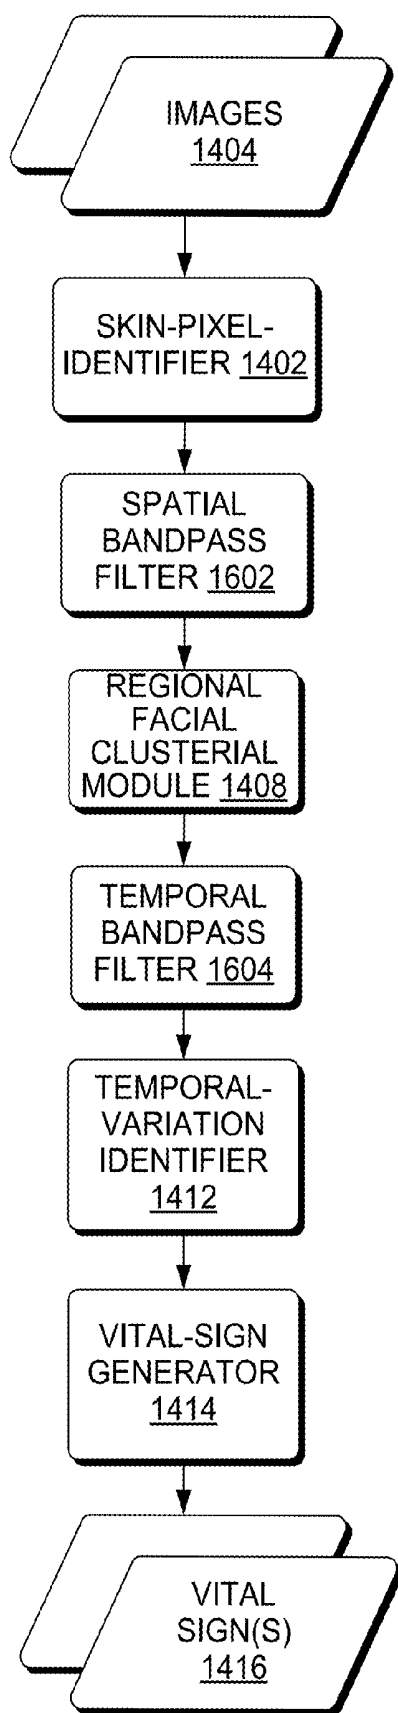 IMAGES
1404
SKIN-PIXEL-
IDENTIFIER 1402
SPATIAL
BANDPASS
FILTER 1602
REGIONAL
FACIAL
CLUSTERIAL
MODULE 1408
TEMPORAL
BANDPASS
FILTER 1604
TEMPORAL-
VARIATION
IDENTIFIER
1412
VITAL-SIGN
GENERATOR
1414
VITAL
SIGN(S)
1416